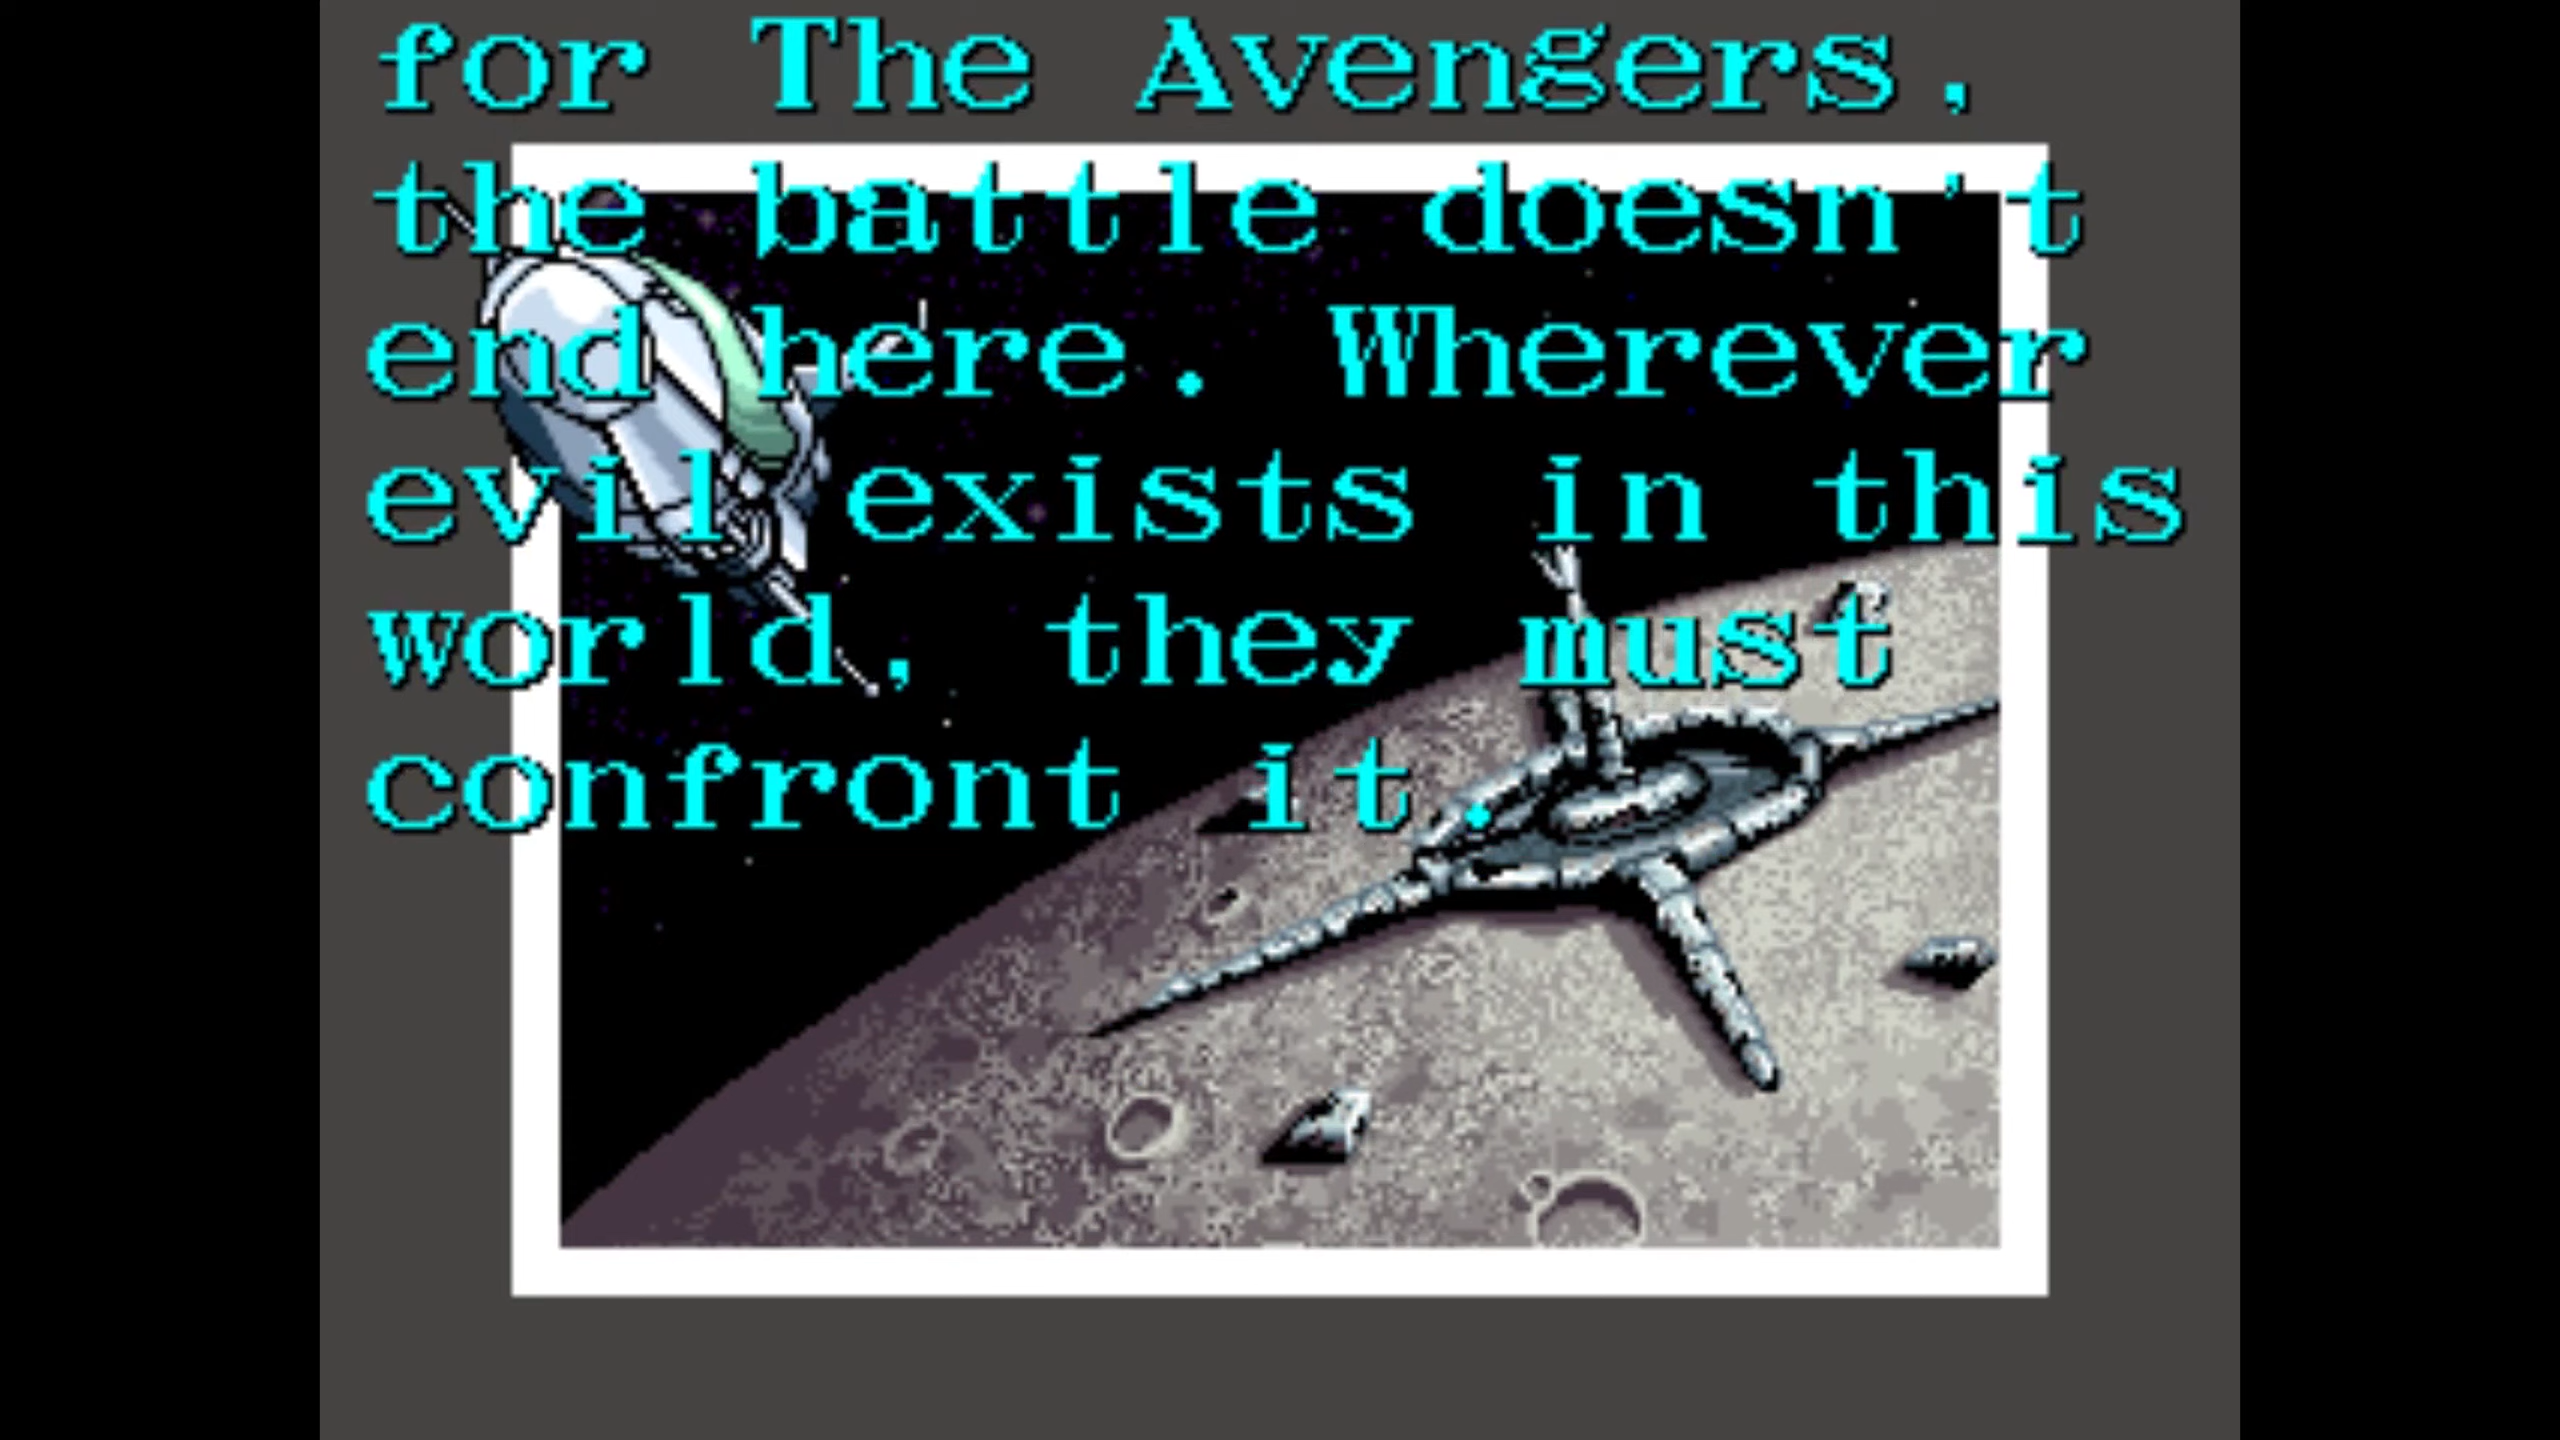 for The Avengers,
the battle doesn't
end here. Wherever
evil exists in this
world, they must
confront it.